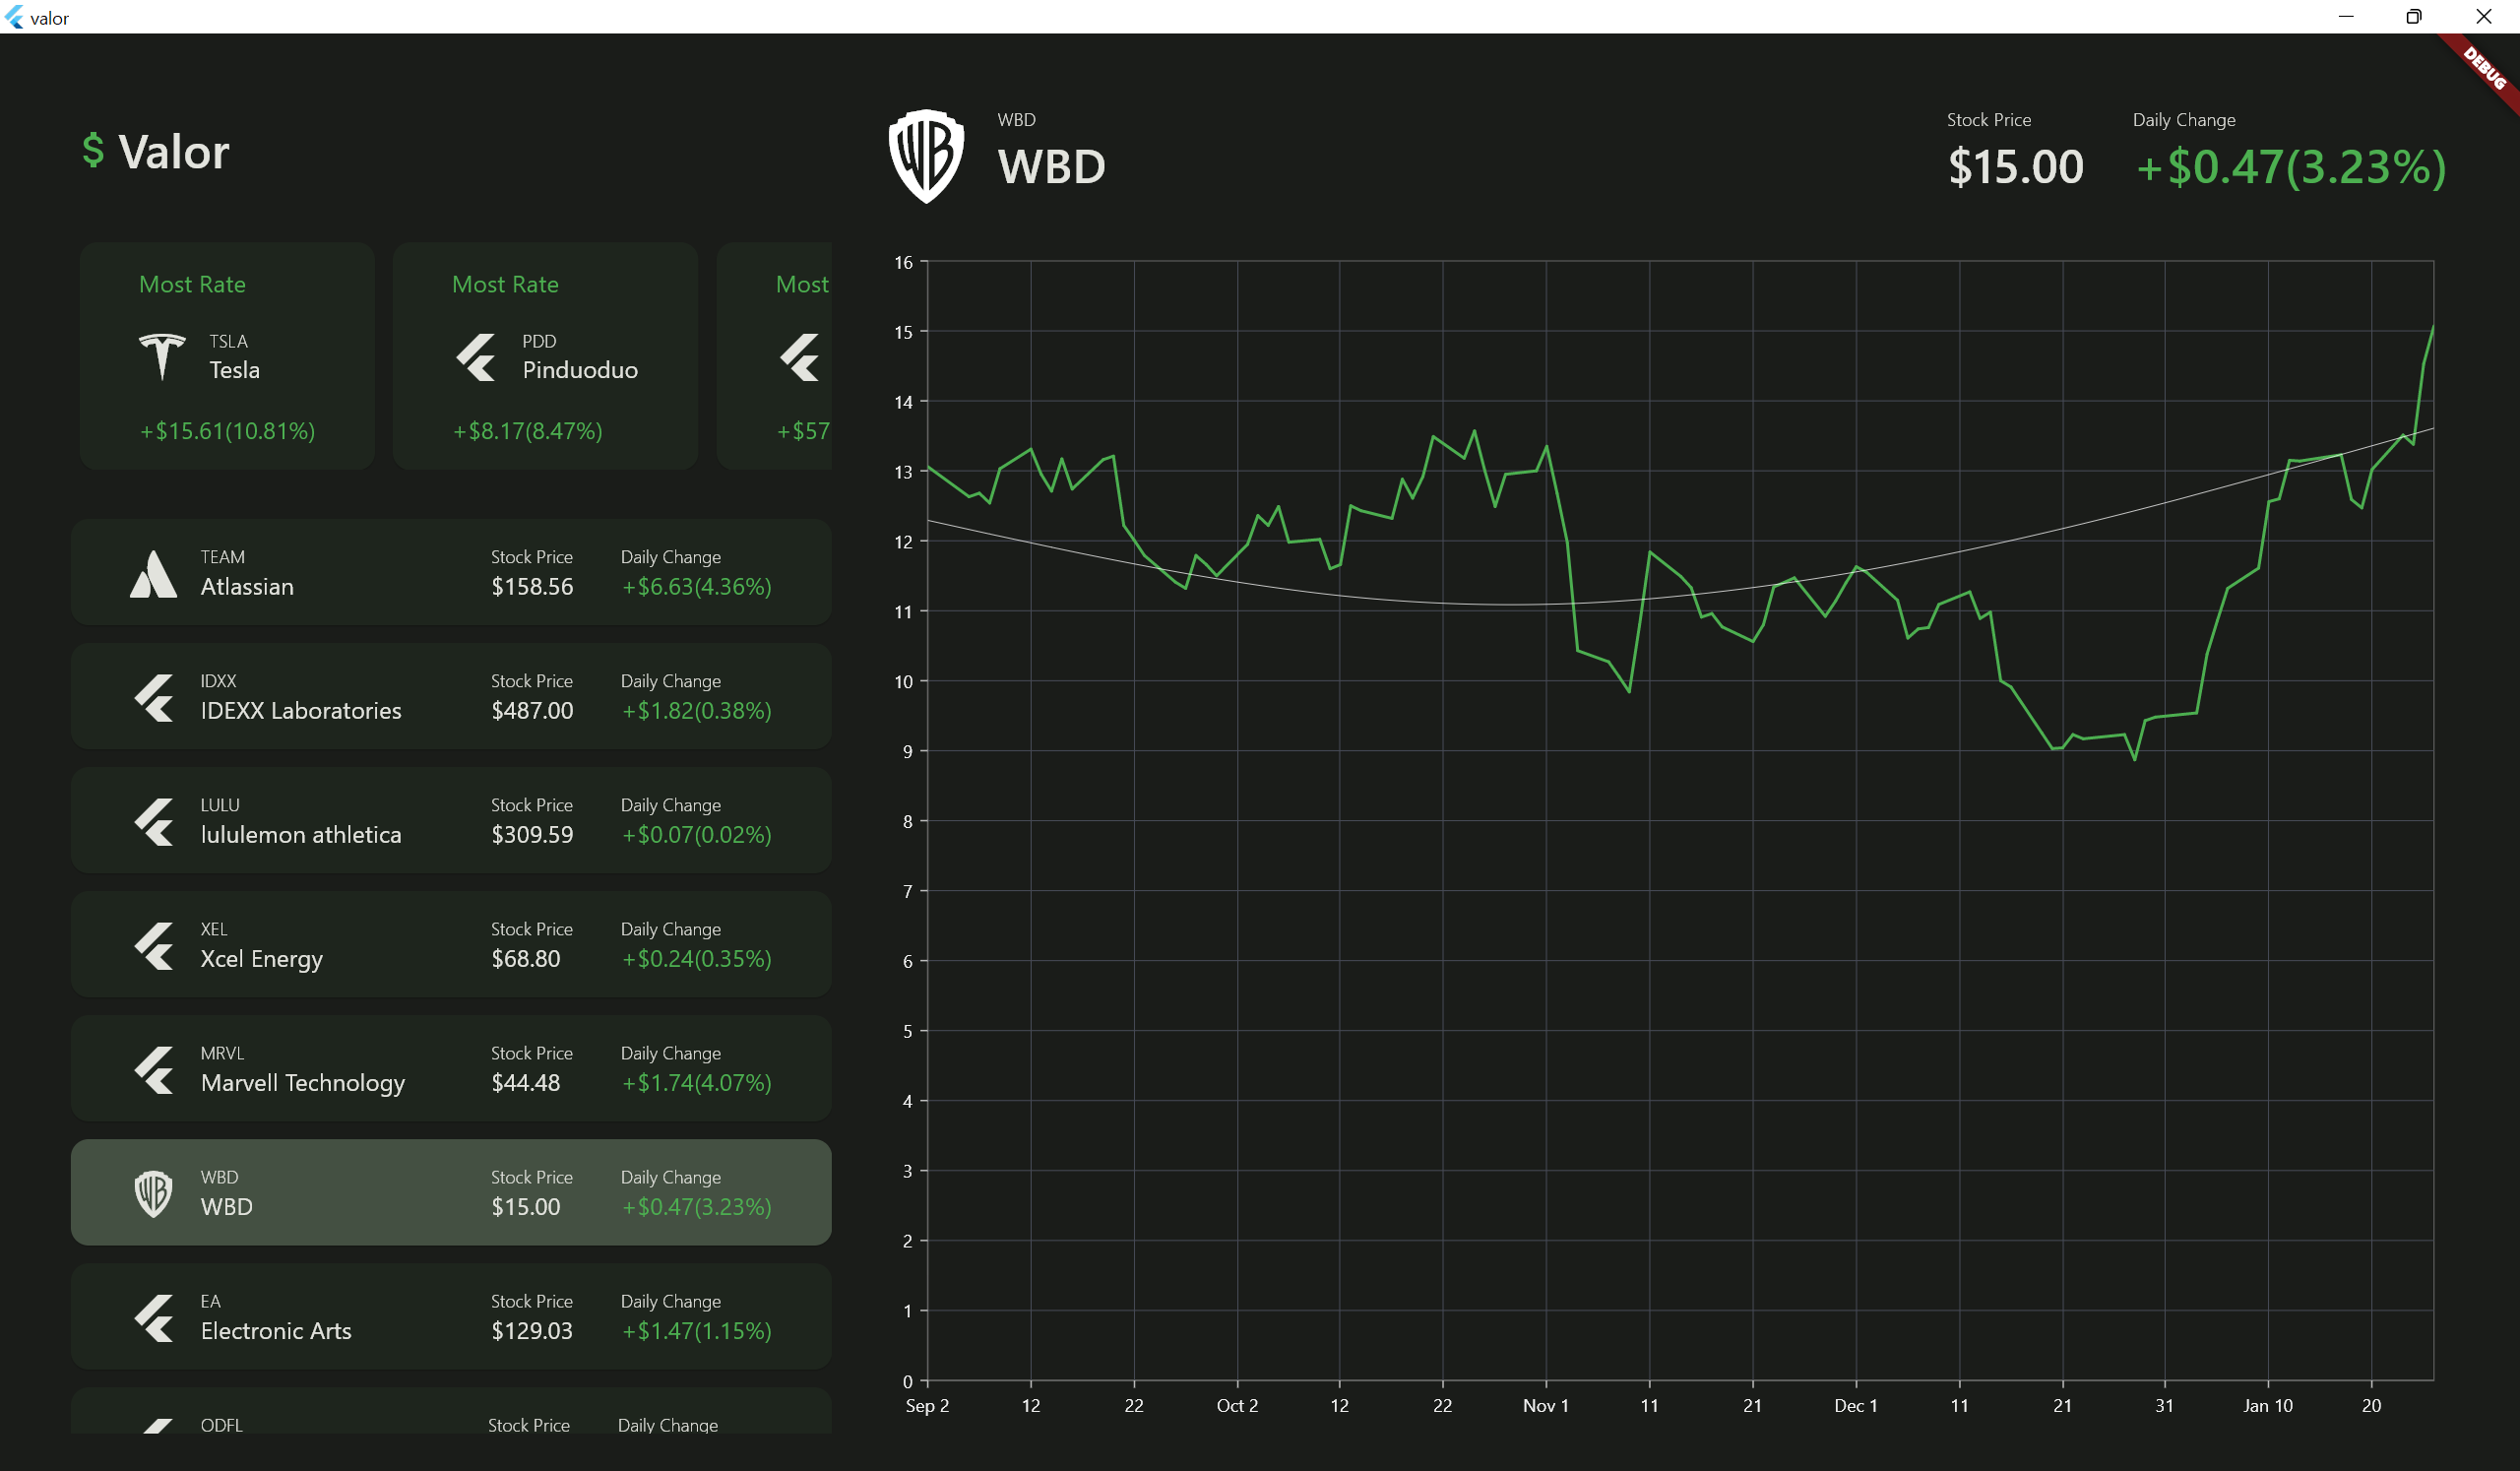 valor
DEBUG
$ Valor
WBD
WBD
Stock Price
$15.00
Daily Change
+$0.47(3.23%)
Most Rate
TSLA
Tesla
+$15.61(10.81%)
Most Rate
PDD
Pinduoduo
+$8.17(8.47%)
Most
+$57
TEAM
Atlassian
Stock Price
$158.56
Daily Change
+$6.63(4.36%)
IDXX
IDEXX Laboratories
Stock Price
$487.00
Daily Change
+$1.82(0.38%)
LULU
lululemon athletica
Stock Price
$309.59
Daily Change
+$0.07(0.02%)
XEL
Xcel Energy
Stock Price
$68.80
Daily Change
+$0.24(0.35%)
MRVL
Marvell Technology
Stock Price
$44.48
Daily Change
+$1.74(4.07%)
WB
WBD
WBD
Stock Price
$15.00
Daily Change
+$0.47(3.23%)
EA
Electronic Arts
Stock Price
$129.03
Daily Change
+$1.47(1.15%)
ODFL
Stock Price
Daily Change
WB
16
15
14
13
12
11
10
9
8
7
6
5
4
3
2
1
0
Sep 2
12
22
Oct 2
12
22
Nov 1
11
21
Dec 1
11
21
31
Jan 10
20